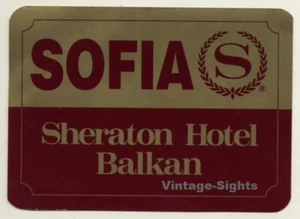 SOFIA S ®
Sheraton Hotel
Balkan
Vintage-Sights